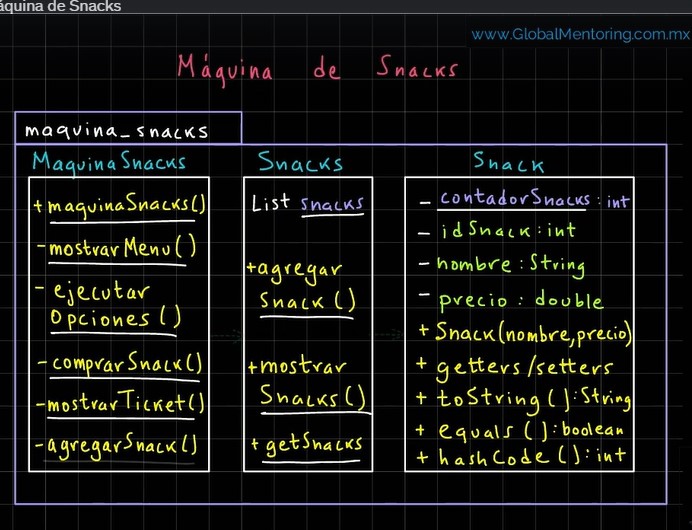 áquina de Snacks
www.GlobalMentoring.com.mx
Máquina de Snacks
maquina_snacks
MaquinaSnacks
+ maquinaSnacks()
- mostrarMenu()
- ejecutar
Opciones()
- comprarSnack()
- mostrarTicket()
- agregarSnack()
Snacks
List snacks
+ agregar
Snack()
+ mostrar
Snacks()
+ getSnacks
Snack
- contadorSnacks: int
- idSnack: int
- nombre: String
- precio: double
+ Snack(nombre, precio)
+ getters/setters
+ toString(): String
+ equals(): boolean
+ hashCode(): int